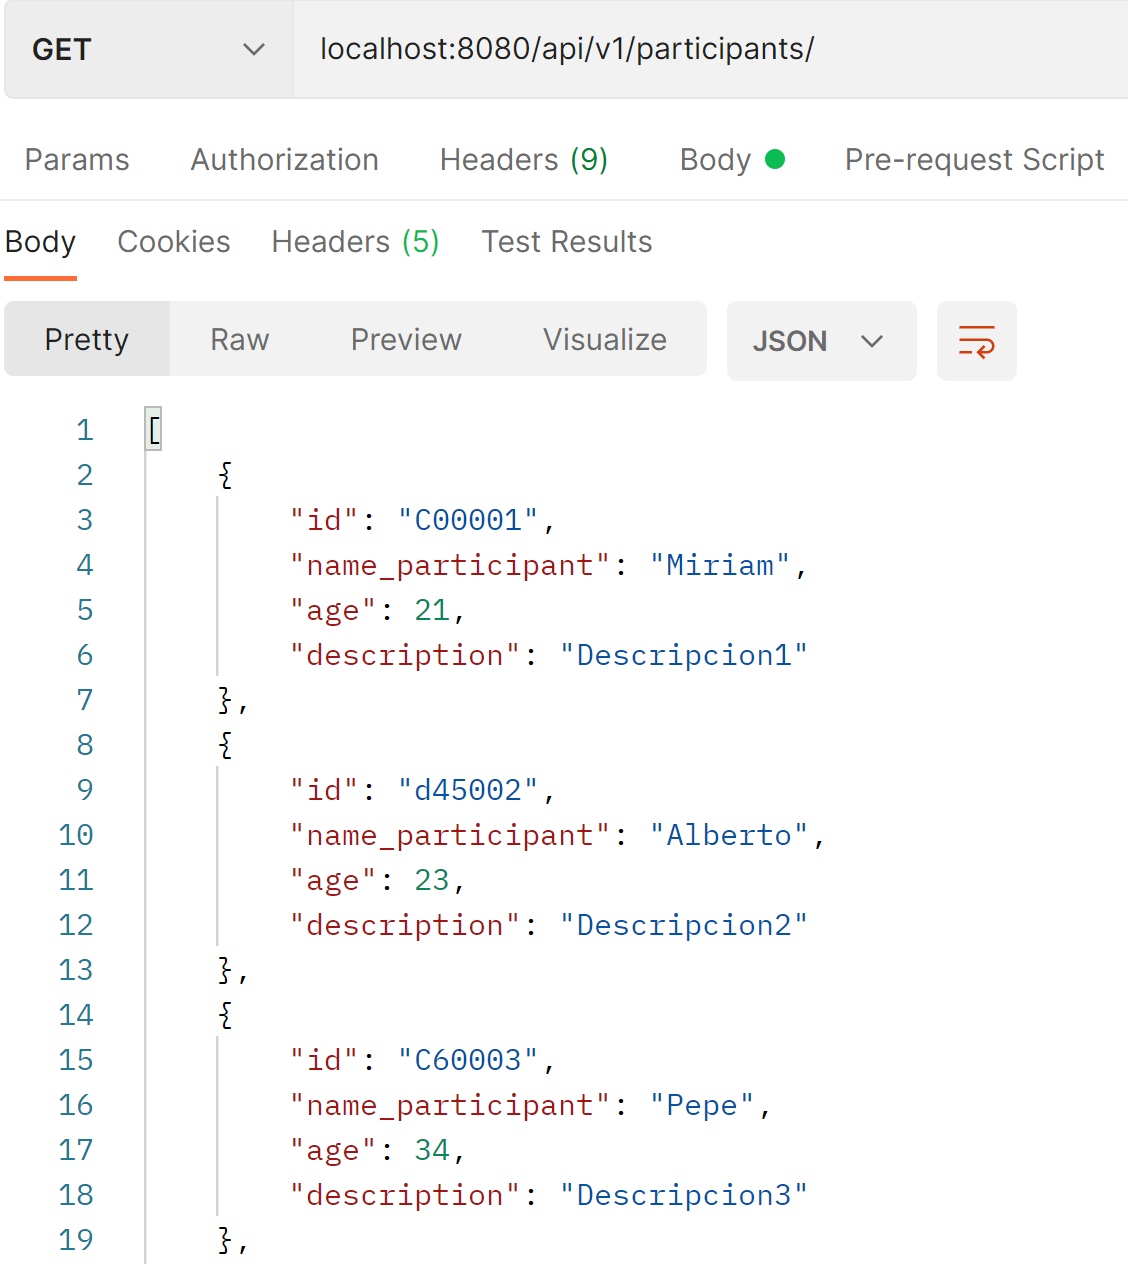 GET localhost:8080/api/v1/participants/
Params Authorization Headers (9) Body Pre-request Script
Body Cookies Headers (5) Test Results
Pretty Raw Preview Visualize JSON
1 [
2 {
3 "id": "C00001",
4 "name_participant": "Miriam",
5 "age": 21,
6 "description": "Descripcion1"
7 },
8 {
9 "id": "d45002",
10 "name_participant": "Alberto",
11 "age": 23,
12 "description": "Descripcion2"
13 },
14 {
15 "id": "C60003",
16 "name_participant": "Pepe",
17 "age": 34,
18 "description": "Descripcion3"
19 },